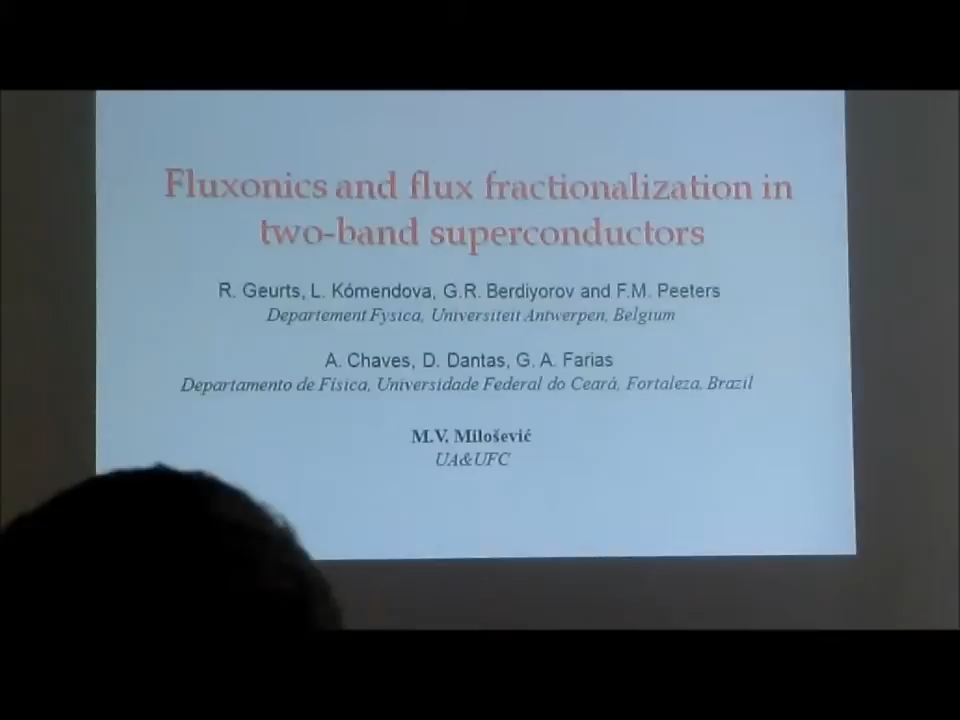 Fluxonics and flux fractionalization in
two-band superconductors
R. Geurts, L. Kómendova, G.R. Berdiyorov and F.M. Peeters
Departement Fysica, Universiteit Antwerpen, Belgium
A. Chaves, D. Dantas, G. A. Farias
Departamento de Física, Universidade Federal do Ceará, Fortaleza, Brazil
M.V. Milošević
UA&UFC